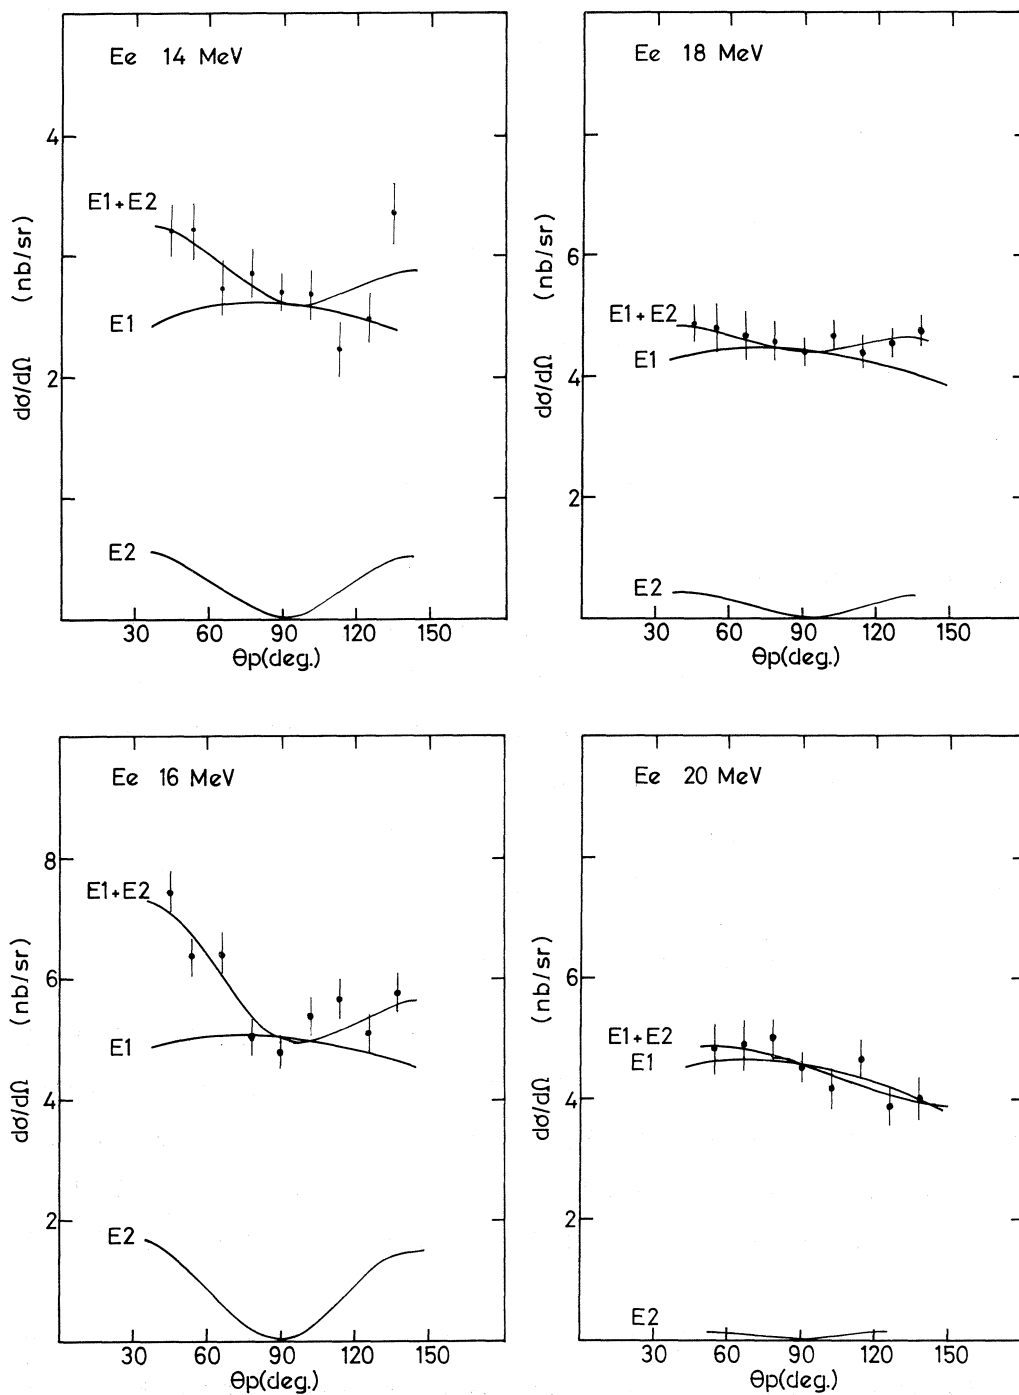 Ee 14 MeV
4
E1+E2
E1
2
E2
dσ/dΩ (nb/sr)
30 60 90 120 150
θp(deg.)
Ee 18 MeV
6
E1+E2
E1
4
2
E2
dσ/dΩ (nb/sr)
30 60 90 120 150
θp(deg.)
Ee 16 MeV
8
E1+E2
6
E1
4
2
E2
dσ/dΩ (nb/sr)
30 60 90 120 150
θp(deg.)
Ee 20 MeV
6
E1+E2
E1
4
2
E2
dσ/dΩ (nb/sr)
30 60 90 120 150
θp(deg.)